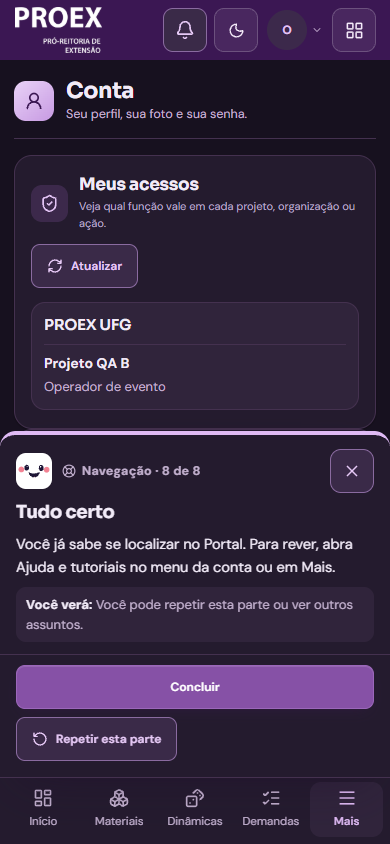 PROEX
PRÓ-REITORIA DE
EXTENSÃO
O
Conta
Seu perfil, sua foto e sua senha.
Meus acessos
Veja qual função vale em cada projeto, organização ou
ação.
Atualizar
PROEX UFG
Projeto QA B
Operador de evento
Navegação · 8 de 8
Tudo certo
Você já sabe se localizar no Portal. Para rever, abra
Ajuda e tutoriais no menu da conta ou em Mais.
Você verá: Você pode repetir esta parte ou ver outros
assuntos.
Concluir
Repetir esta parte
Início
Materiais
Dinâmicas
Demandas
Mais